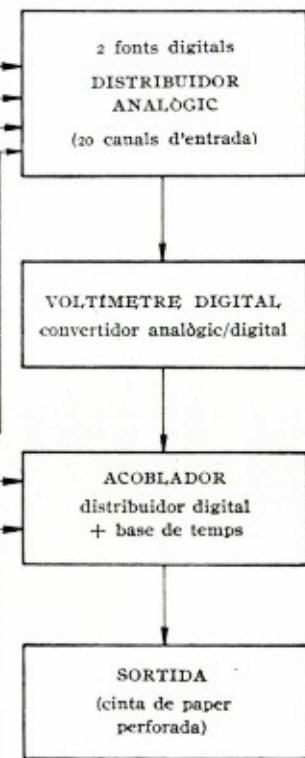 2 fonts digitals
DISTRIBUIDOR
ANALÒGIC
(20 canals d'entrada)
VOLTÍMETRE DIGITAL
convertidor analògic/digital
ACOBLADOR
distribuidor digital
+ base de temps
SORTIDA
(cinta de paper
perforada)